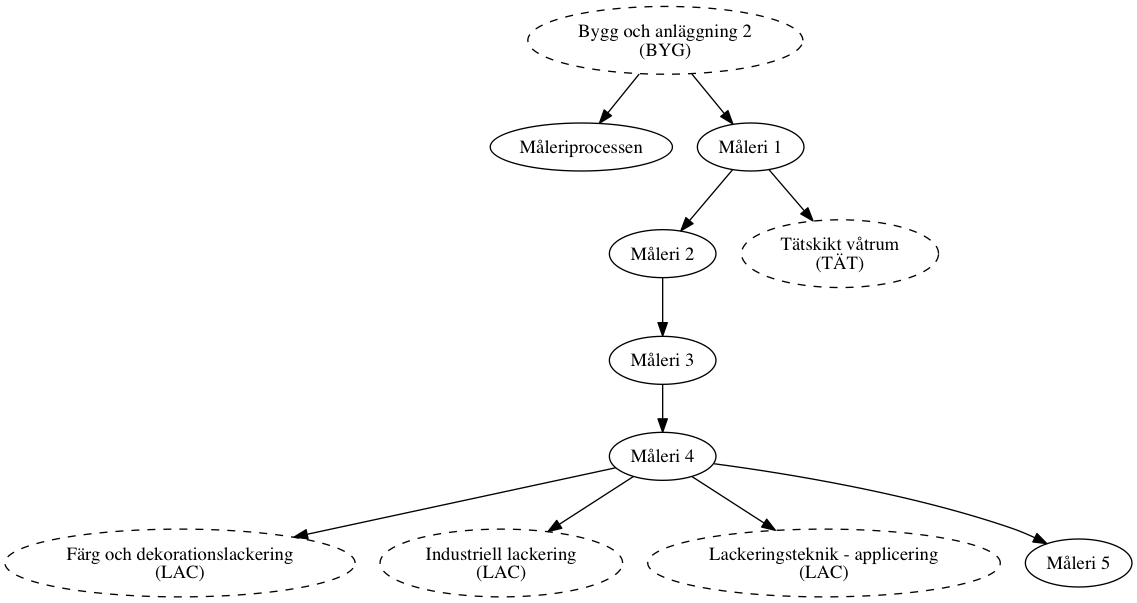 Bygg och anläggning 2
(BYG)
Måleriprocessen
Måleri 1
Måleri 2
Tätskikt våtrum
(TÄT)
Måleri 3
Måleri 4
Färg och dekorationslackering
(LAC)
Industriell lackering
(LAC)
Lackeringsteknik - applicering
(LAC)
Måleri 5